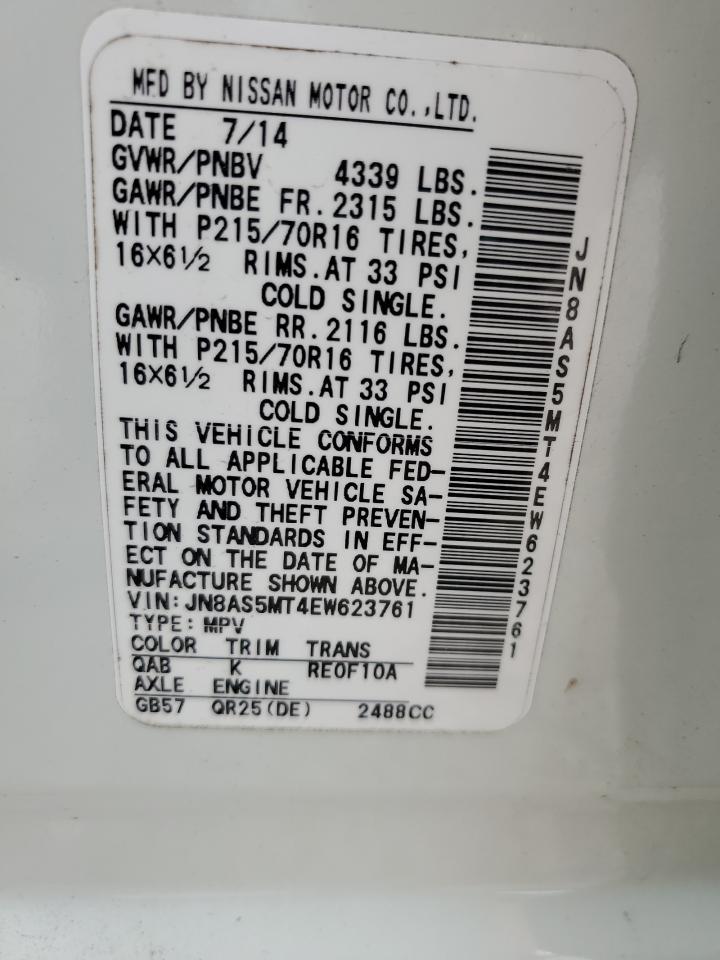 MFD BY NISSAN MOTOR CO.,LTD.
DATE 7/14
GVWR/PNBV 4339 LBS.
GAWR/PNBE FR. 2315 LBS.
WITH P215/70R16 TIRES,
16X6½ RIMS. AT 33 PSI
COLD SINGLE.
GAWR/PNBE RR. 2116 LBS.
WITH P215/70R16 TIRES,
16X6½ RIMS. AT 33 PSI
COLD SINGLE.
THIS VEHICLE CONFORMS
TO ALL APPLICABLE FED-
ERAL MOTOR VEHICLE SA-
FETY AND THEFT PREVEN-
TION STANDARDS IN EFF-
ECT ON THE DATE OF MA-
NUFACTURE SHOWN ABOVE.
VIN: JN8AS5MT4EW623761
TYPE: MPV
COLOR TRIM TRANS
QAB K RE0F10A
AXLE ENGINE
GB57 QR25(DE) 2488CC
JN8AS5MT4EW623761